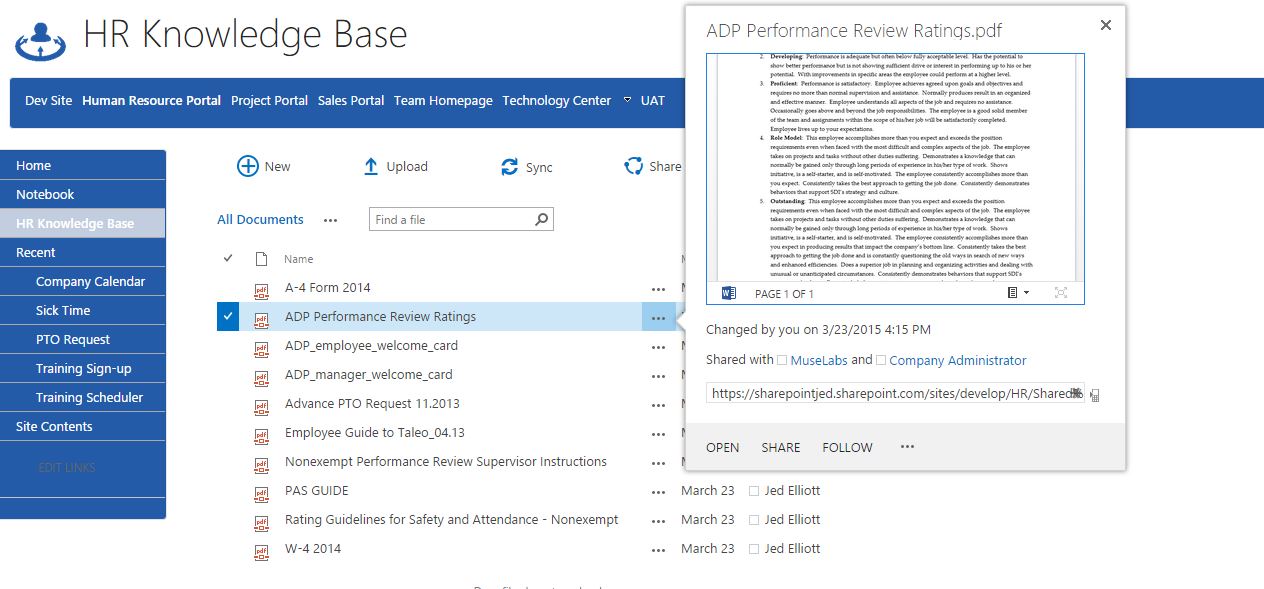 HR Knowledge Base
Dev Site Human Resource Portal Project Portal Sales Portal Team Homepage Technology Center UAT
Home
Notebook
HR Knowledge Base
Recent
Company Calendar
Sick Time
PTO Request
Training Sign-up
Training Scheduler
Site Contents
EDIT LINKS
New Upload Sync Share
All Documents ... Find a file
Name
A-4 Form 2014 ...
ADP Performance Review Ratings ...
ADP_employee_welcome_card ...
ADP_manager_welcome_card ...
Advance PTO Request 11.2013 ...
Employee Guide to Taleo_04.13 ...
Nonexempt Performance Review Supervisor Instructions ...
PAS GUIDE ... March 23 Jed Elliott
Rating Guidelines for Safety and Attendance - Nonexempt ... March 23 Jed Elliott
W-4 2014 ... March 23 Jed Elliott
ADP Performance Review Ratings.pdf
2. Developing: Performance is adequate but often below fully acceptable level. Has the potential to
show better performance but is not showing sufficient drive or interest in performing up to his or her
potential. With improvements in specific areas the employee could perform at a higher level.
3. Proficient: Performance is satisfactory. Employee achieves agreed upon goals and objectives and
requires no more than normal supervision and assistance. Normally produces result in an organized
and effective manner. Employee understands all aspects of the job and requires no assistance.
Occasionally goes above and beyond the job responsibilities. The employee is a good solid member
of the team and assignments within the scope of his/her job will be satisfactorily completed.
Employee lives up to your expectations.
4. Role Model: This employee accomplishes more than you expect and exceeds the position
requirements even when faced with the most difficult and complex aspects of the job. The employee
takes on projects and tasks without other duties suffering. Demonstrates a knowledge that can
normally be gained only through long periods of experience in his/her type of work. Shows
initiative, is a self-starter, and is self-motivated. The employee consistently accomplishes more than
you expect. Consistently takes the best approach to getting the job done. Consistently demonstrates
behaviors that support SDI's strategy and culture.
5. Outstanding: This employee accomplishes more than you expect and exceeds the position
requirements even when faced with the most difficult and complex aspects of the job. The employee
takes on projects and tasks without other duties suffering. Demonstrates a knowledge that can
normally be gained only through long periods of experience in his/her type of work. Shows
initiative, is a self-starter, and is self-motivated. The employee consistently accomplishes more than
you expect in producing results that impact the company's bottom line. Consistently takes the best
approach to getting the job done and is constantly questioning the old ways in search of new ways
and enhanced efficiencies. Does a superior job in planning and organizing activities and dealing with
unusual or unanticipated circumstances. Consistently demonstrates behaviors that support SDI's
PAGE 1 OF 1
Changed by you on 3/23/2015 4:15 PM
Shared with MuseLabs and Company Administrator
https://sharepointjed.sharepoint.com/sites/develop/HR/Shared
OPEN SHARE FOLLOW ...